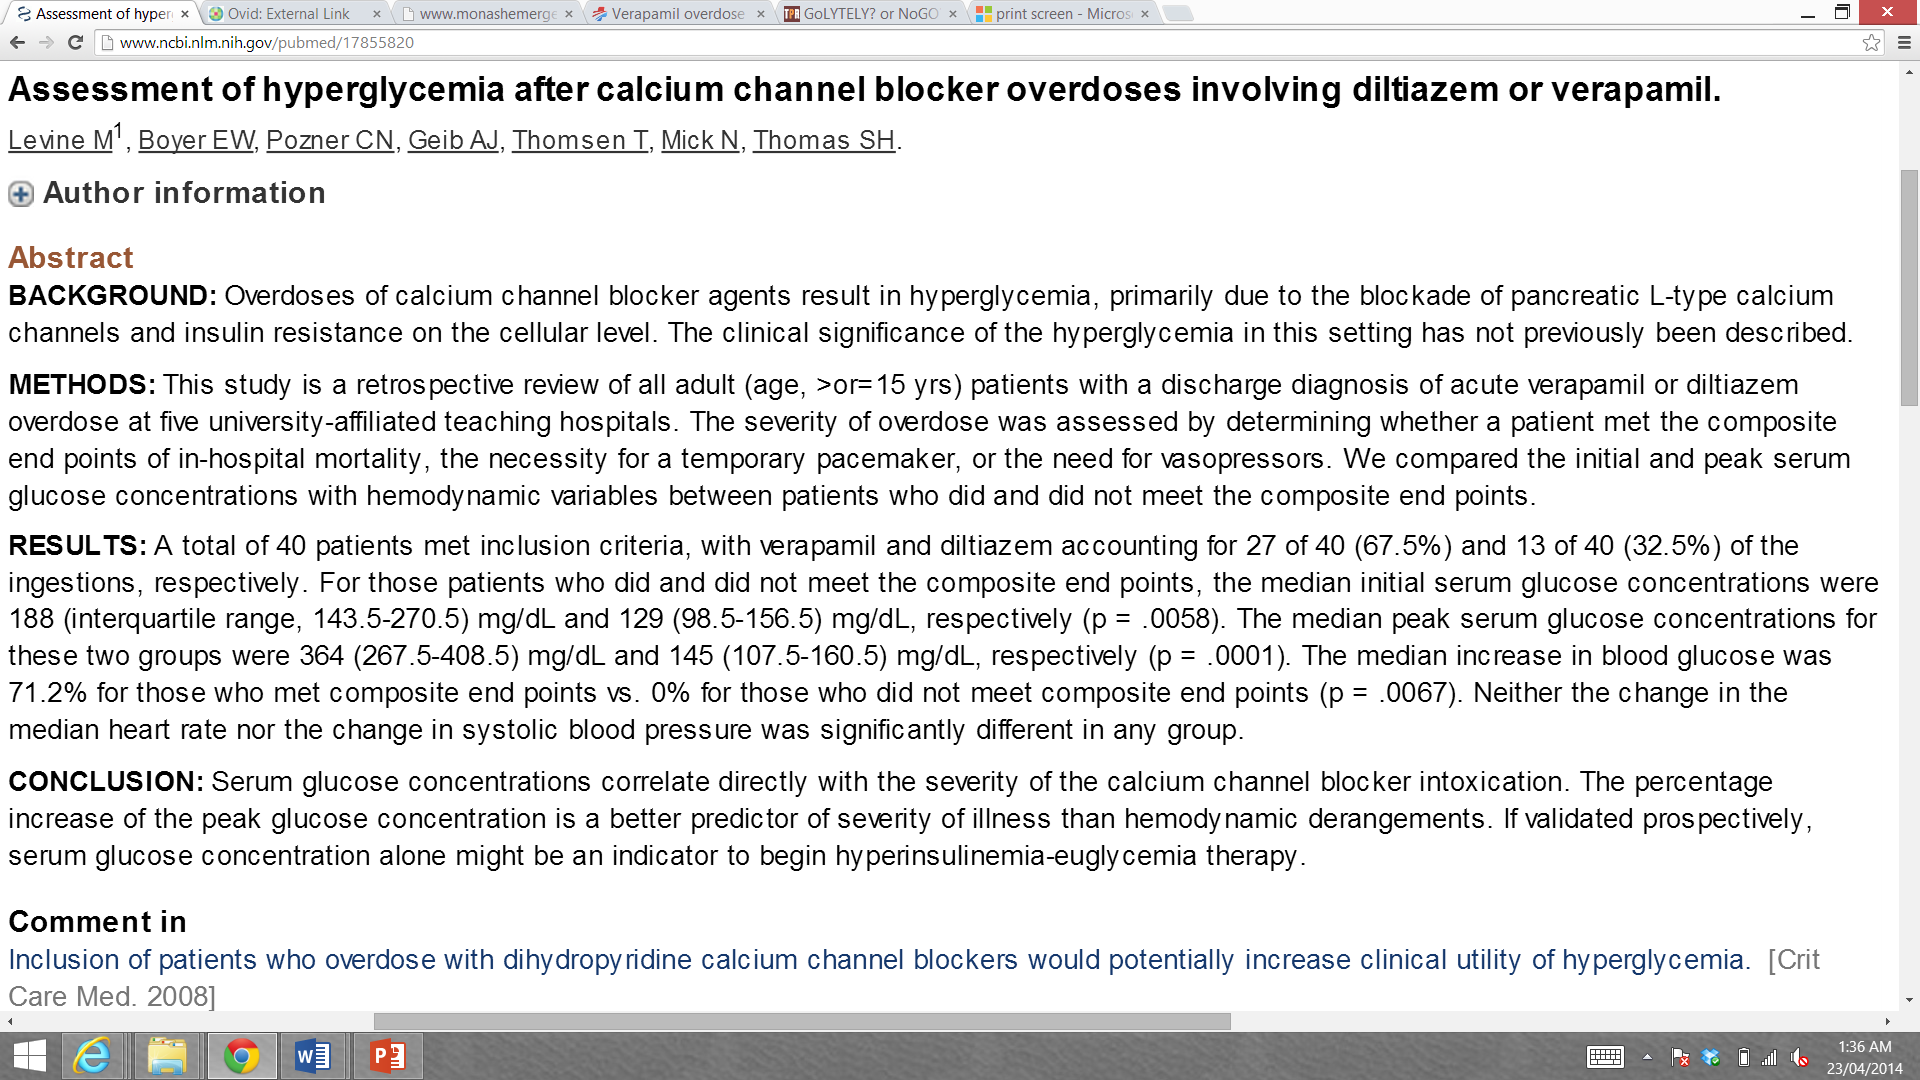 Assessment of hyper
Ovid: External Link
www.monashemerge
Verapamil overdose
GoLYTELY? or NoGO
print screen - Micros
www.ncbi.nlm.nih.gov/pubmed/17855820
Assessment of hyperglycemia after calcium channel blocker overdoses involving diltiazem or verapamil.
Levine M1, Boyer EW, Pozner CN, Geib AJ, Thomsen T, Mick N, Thomas SH.
Author information
Abstract
BACKGROUND: Overdoses of calcium channel blocker agents result in hyperglycemia, primarily due to the blockade of pancreatic L-type calcium
channels and insulin resistance on the cellular level. The clinical significance of the hyperglycemia in this setting has not previously been described.
METHODS: This study is a retrospective review of all adult (age, >or=15 yrs) patients with a discharge diagnosis of acute verapamil or diltiazem
overdose at five university-affiliated teaching hospitals. The severity of overdose was assessed by determining whether a patient met the composite
end points of in-hospital mortality, the necessity for a temporary pacemaker, or the need for vasopressors. We compared the initial and peak serum
glucose concentrations with hemodynamic variables between patients who did and did not meet the composite end points.
RESULTS: A total of 40 patients met inclusion criteria, with verapamil and diltiazem accounting for 27 of 40 (67.5%) and 13 of 40 (32.5%) of the
ingestions, respectively. For those patients who did and did not meet the composite end points, the median initial serum glucose concentrations were
188 (interquartile range, 143.5-270.5) mg/dL and 129 (98.5-156.5) mg/dL, respectively (p = .0058). The median peak serum glucose concentrations for
these two groups were 364 (267.5-408.5) mg/dL and 145 (107.5-160.5) mg/dL, respectively (p = .0001). The median increase in blood glucose was
71.2% for those who met composite end points vs. 0% for those who did not meet composite end points (p = .0067). Neither the change in the
median heart rate nor the change in systolic blood pressure was significantly different in any group.
CONCLUSION: Serum glucose concentrations correlate directly with the severity of the calcium channel blocker intoxication. The percentage
increase of the peak glucose concentration is a better predictor of severity of illness than hemodynamic derangements. If validated prospectively,
serum glucose concentration alone might be an indicator to begin hyperinsulinemia-euglycemia therapy.
Comment in
Inclusion of patients who overdose with dihydropyridine calcium channel blockers would potentially increase clinical utility of hyperglycemia. [Crit
Care Med. 2008]
1:36 AM
23/04/2014